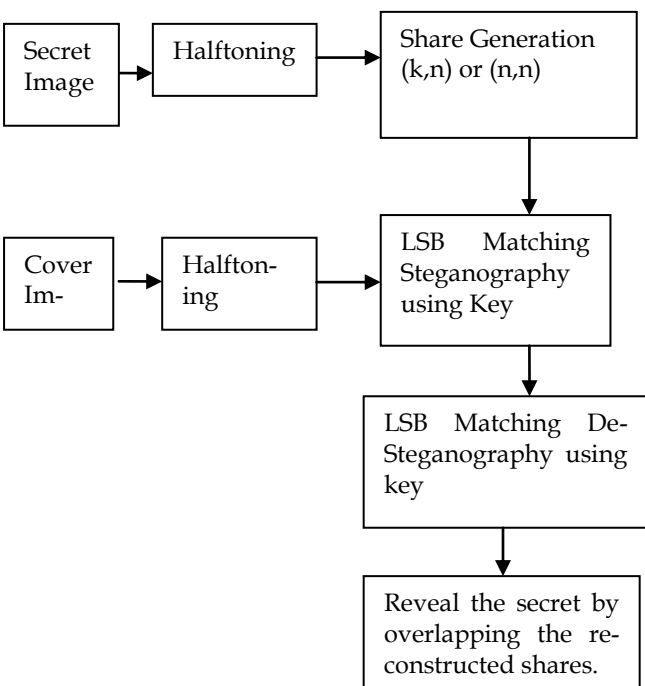 Secret
Image
Halftoning
Share Generation
(k,n) or (n,n)
Cover
Im-
Halfton-
ing
LSB Matching
Steganography
using Key
LSB Matching De-
Steganography using
key
Reveal the secret by
overlapping the re-
constructed shares.